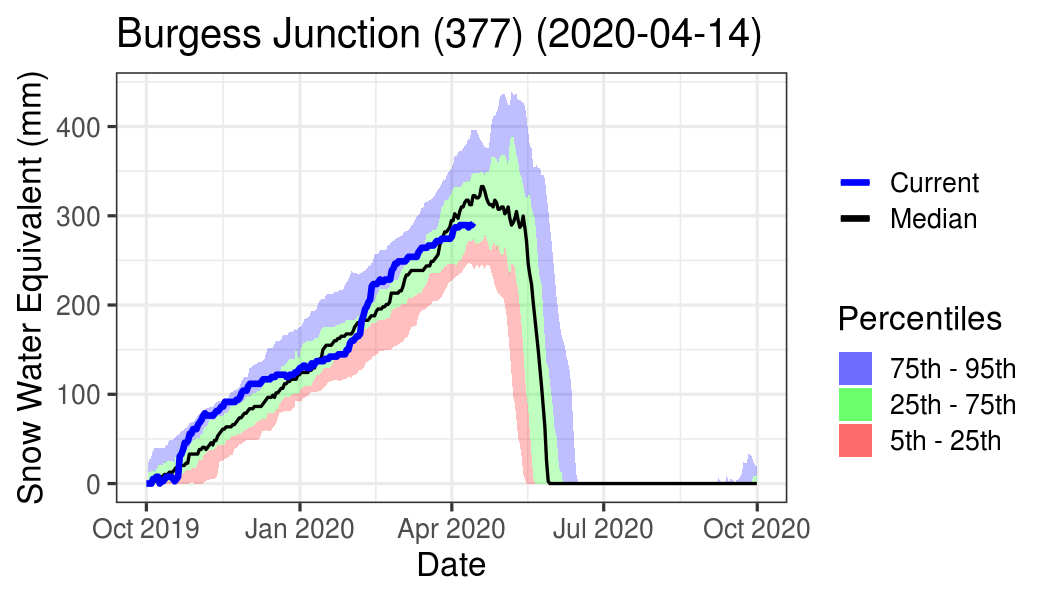 Burgess Junction (377) (2020-04-14)
Snow Water Equivalent (mm)
400
300
200
100
0
Oct 2019
Jan 2020
Apr 2020
Jul 2020
Oct 2020
Date
Current
Median
Percentiles
75th - 95th
25th - 75th
5th - 25th